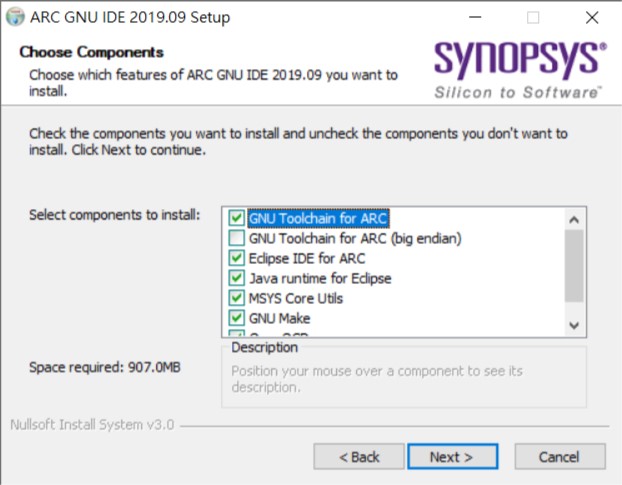 ARC GNU IDE 2019.09 Setup
Choose Components
Choose which features of ARC GNU IDE 2019.09 you want to
install.
SYNOPSYS®
Silicon to Software™
Check the components you want to install and uncheck the components you don't want to
install. Click Next to continue.
Select components to install:
GNU Toolchain for ARC
GNU Toolchain for ARC (big endian)
Eclipse IDE for ARC
Java runtime for Eclipse
MSYS Core Utils
GNU Make
Space required: 907.0MB
Description
Position your mouse over a component to see its
description.
Nullsoft Install System v3.0
< Back
Next >
Cancel